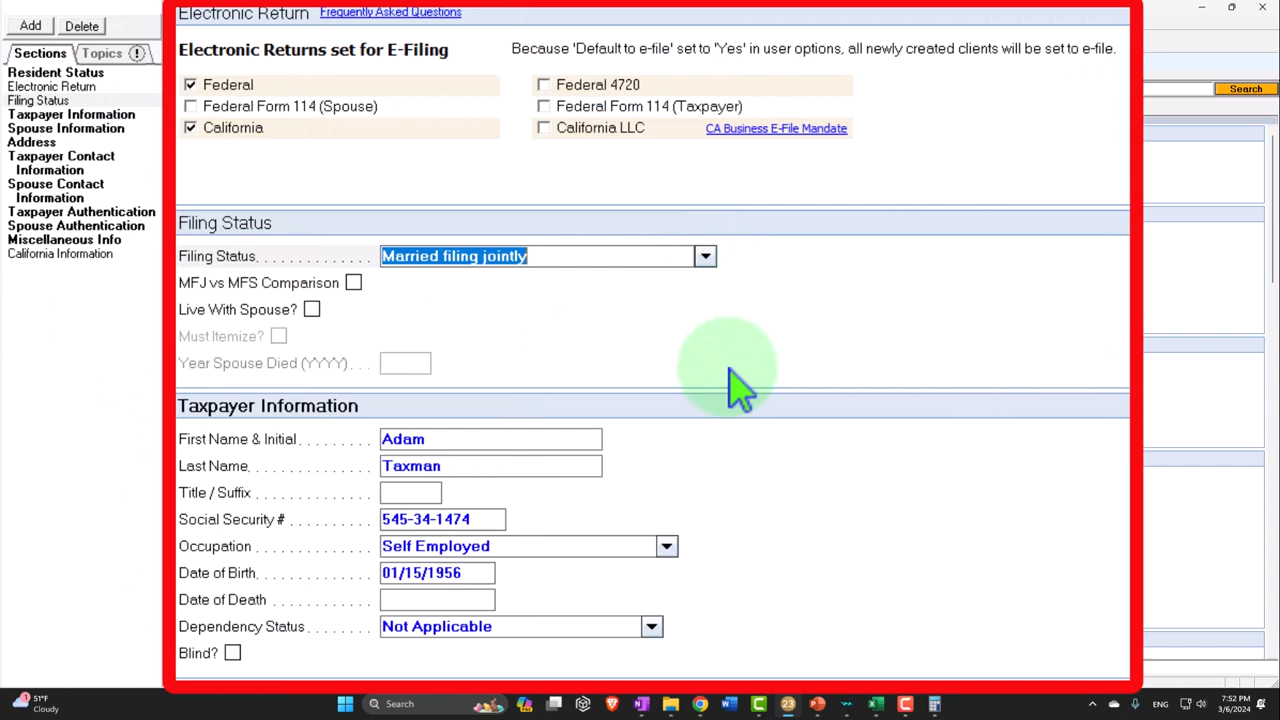 Add Delete
Electronic Return Frequently Asked Questions
Sections Topics
Electronic Returns set for E-Filing Because 'Default to e-file' set to 'Yes' in user options, all newly created clients will be set to e-file.
Resident Status
Electronic Return
Filing Status
Taxpayer Information
Spouse Information
Address
Taxpayer Contact
Information
Spouse Contact
Information
Taxpayer Authentication
Spouse Authentication
Miscellaneous Info
California Information
Federal Federal 4720
Federal Form 114 (Spouse) Federal Form 114 (Taxpayer)
California California LLC CA Business E-File Mandate
Search
Filing Status
Filing Status. . . . . . . . . . . . . Married filing jointly
MFJ vs MFS Comparison
Live With Spouse?
Must Itemize?
Year Spouse Died (YYYY) . . .
Taxpayer Information
First Name & Initial . . . . . . . . Adam
Last Name. . . . . . . . . . . . . . Taxman
Title / Suffix . . . . . . . . . . . . .
Social Security # . . . . . . . . . 545-34-1474
Occupation . . . . . . . . . . . . . Self Employed
Date of Birth. . . . . . . . . . . . . 01/15/1956
Date of Death . . . . . . . . . . .
Dependency Status . . . . . . . Not Applicable
Blind?
51°F
Cloudy
Search
23
7:52 PM
3/6/2024